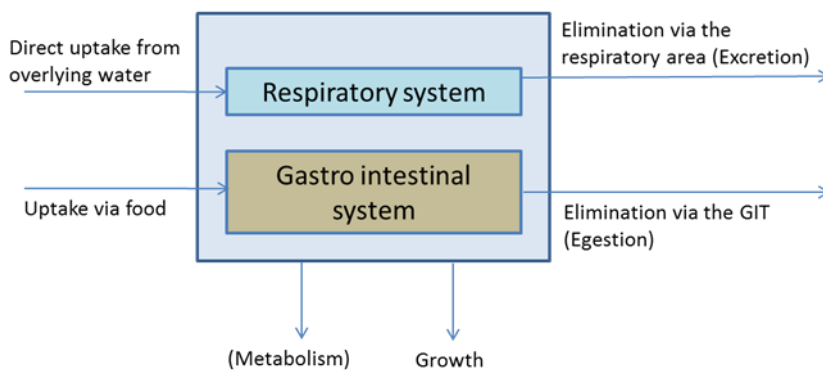 Direct uptake from
overlying water
Respiratory system
Elimination via the
respiratory area (Excretion)
Uptake via food
Gastro intestinal
system
Elimination via the GIT
(Egestion)
(Metabolism)
Growth